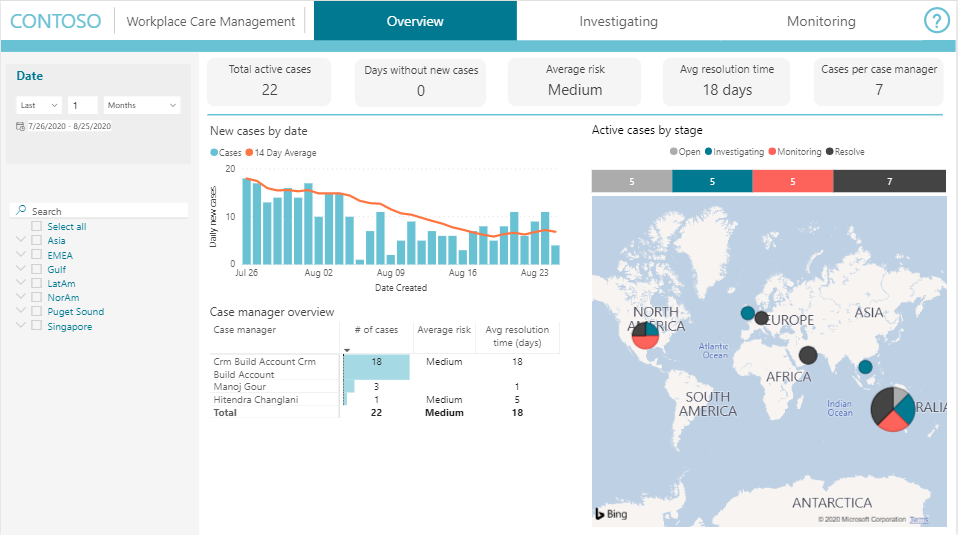 CONTOSO
Workplace Care Management
Overview
Investigating
Monitoring
?
Date
Last
1
Months
7/26/2020 - 8/25/2020
Search
Select all
Asia
EMEA
Gulf
LatAm
NorAm
Puget Sound
Singapore
Total active cases
22
Days without new cases
0
Average risk
Medium
Avg resolution time
18 days
Cases per case manager
7
New cases by date
Cases 14 Day Average
Daily new cases
20
10
0
Jul 26 Aug 02 Aug 09 Aug 16 Aug 23
Date Created
Case manager overview
Case manager # of cases Average risk Avg resolution
time (days)
Crm Build Account Crm 18 Medium 18
Build Account
Manoj Gour 3 1
Hitendra Changlani 1 Medium 5
Total 22 Medium 18
Active cases by stage
Open Investigating Monitoring Resolve
5 5 5 7
NORTH
AMERICA
EUROPE
ASIA
Atlantic
Ocean
AFRICA
SOUTH
AMERICA
Indian
Ocean
RALIA
ANTARCTICA
Bing
© 2020 Microsoft Corporation Terms